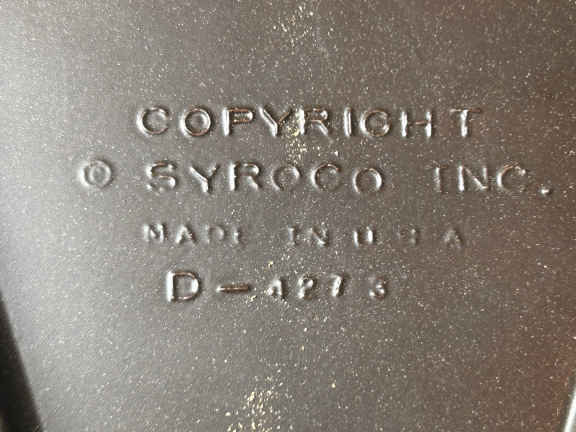 COPYRIGHT
© SYROCO INC.
MADE IN U S A
D-4273